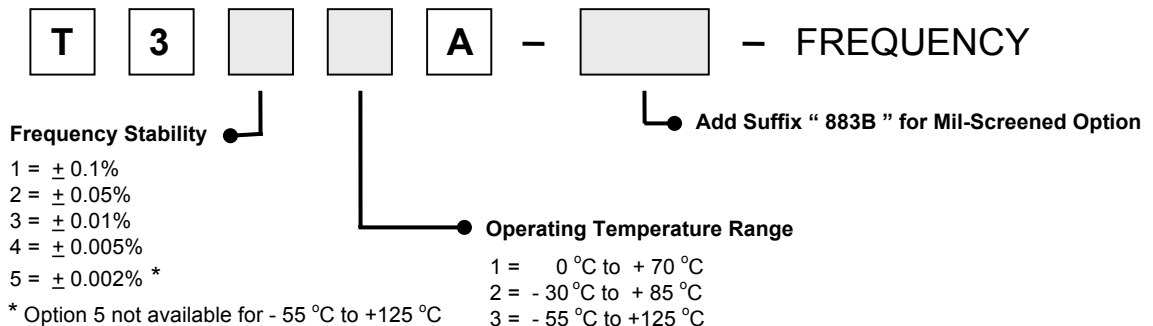 T 3 A – – FREQUENCY
Add Suffix “ 883B ” for Mil-Screened Option
Frequency Stability
1 = ± 0.1%
2 = ± 0.05%
3 = ± 0.01%
4 = ± 0.005%
5 = ± 0.002% *
* Option 5 not available for - 55 °C to +125 °C
Operating Temperature Range
1 = 0 °C to + 70 °C
2 = - 30 °C to + 85 °C
3 = - 55 °C to +125 °C